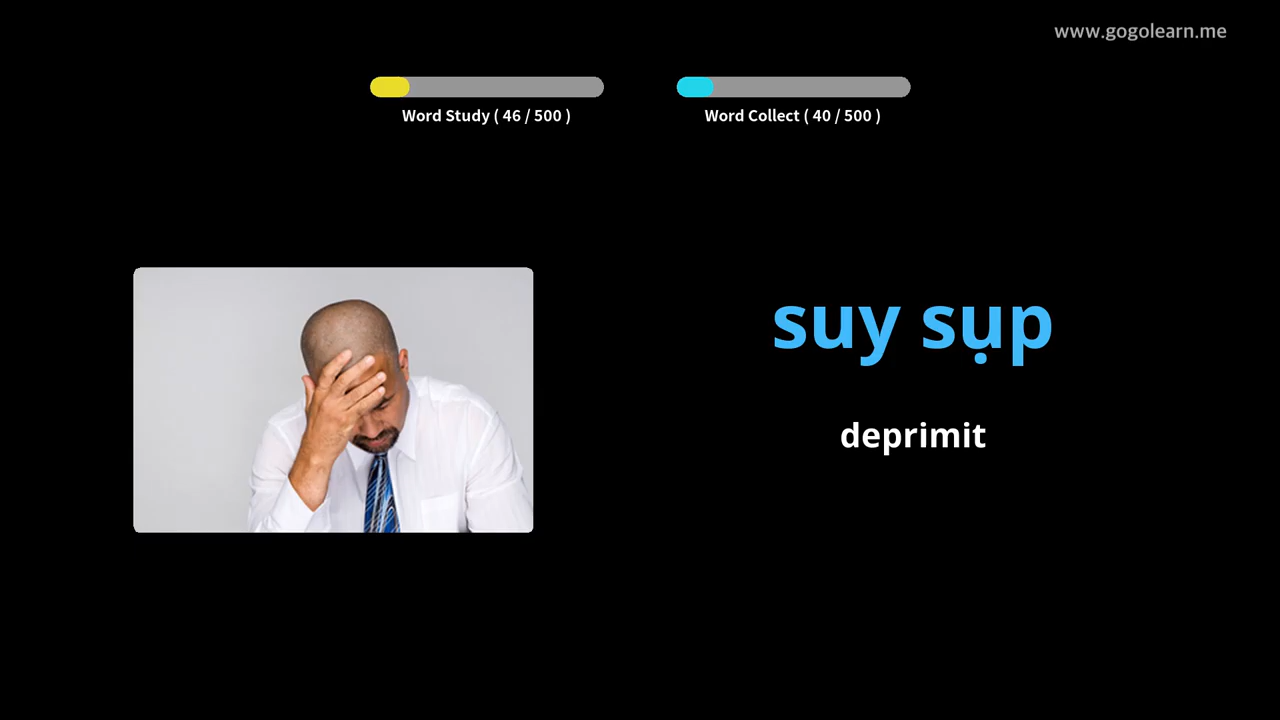 www.gogolearn.me
Word Study ( 46 / 500 )
Word Collect ( 40 / 500 )
suy sụp
deprimit